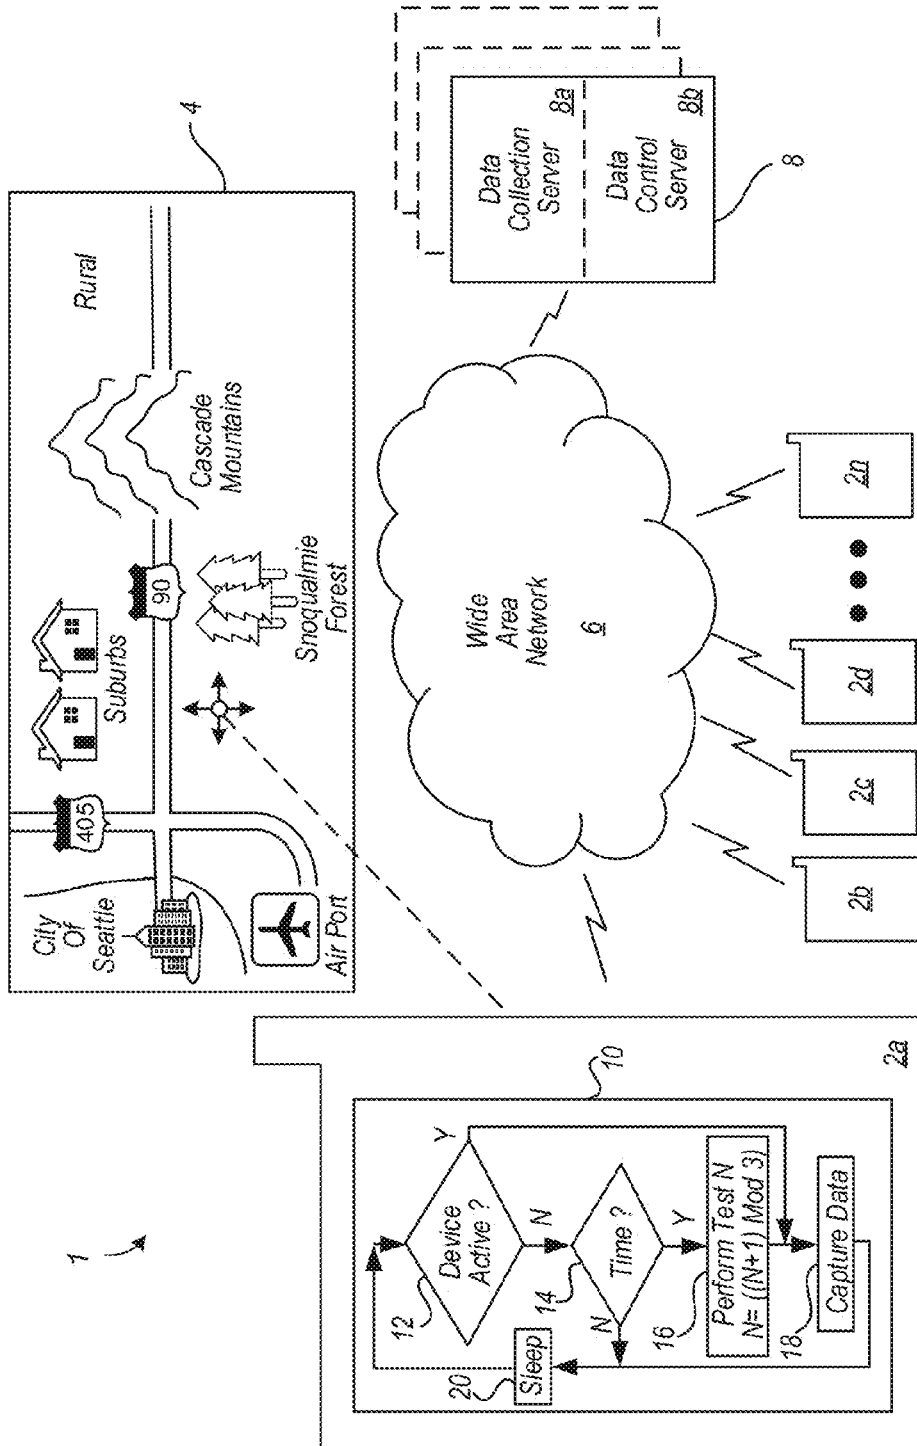 1
4
City
Of
Seattle
405
Suburbs
90
Rural
Air Port
Snoqualmie
Forest
Cascade
Mountains
10
12
Device
Active ?
Y
N
14
Time ?
N
Y
20
Sleep
16
Perform Test N
N= ((N+1) Mod 3)
18
Capture Data
2a
Wide
Area
Network
6
Data
Collection
Server
8a
Data
Control
Server
8b
8
2b
2c
2d
2n